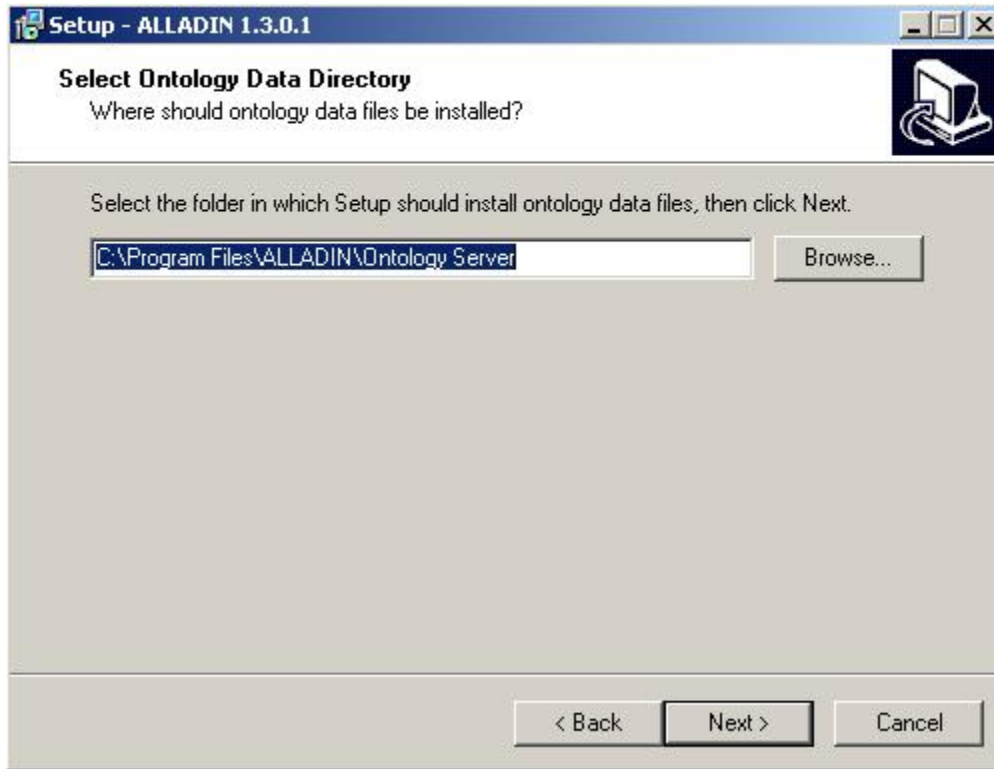 Setup - ALLADIN 1.3.0.1
Select Ontology Data Directory
Where should ontology data files be installed?
Select the folder in which Setup should install ontology data files, then click Next.
C:\Program Files\ALLADIN\Ontology Server
Browse...
< Back
Next >
Cancel